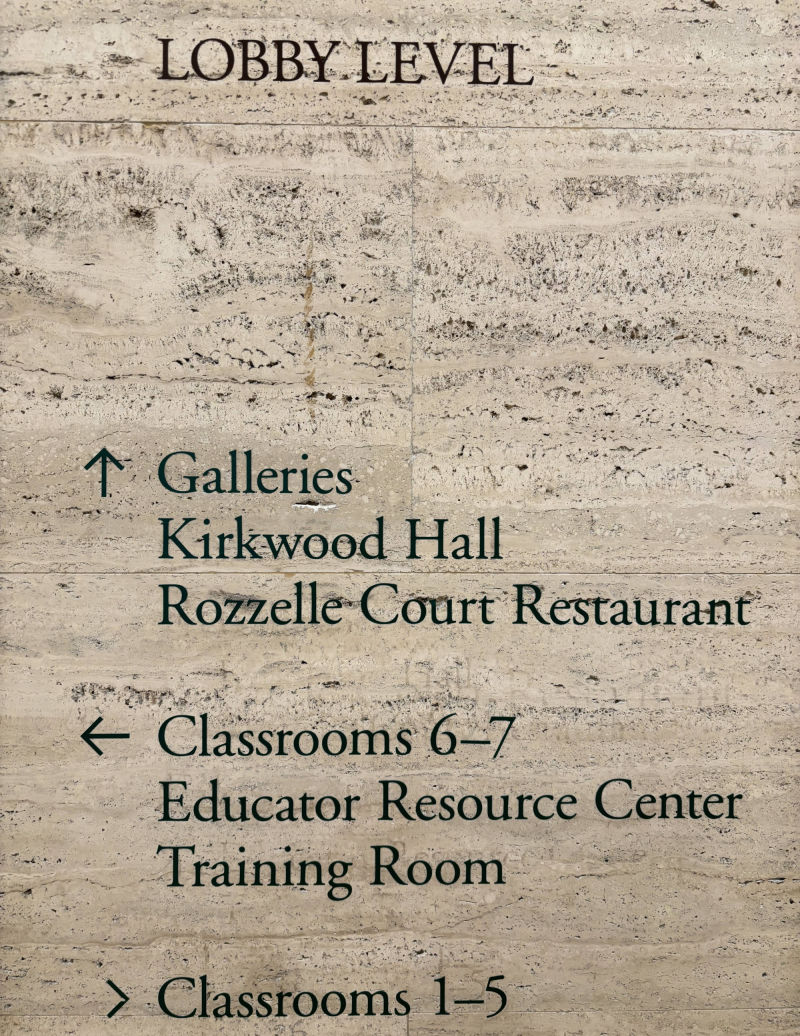 LOBBY LEVEL
↑ Galleries
Kirkwood Hall
Rozzelle Court Restaurant
← Classrooms 6–7
Educator Resource Center
Training Room
> Classrooms 1–5